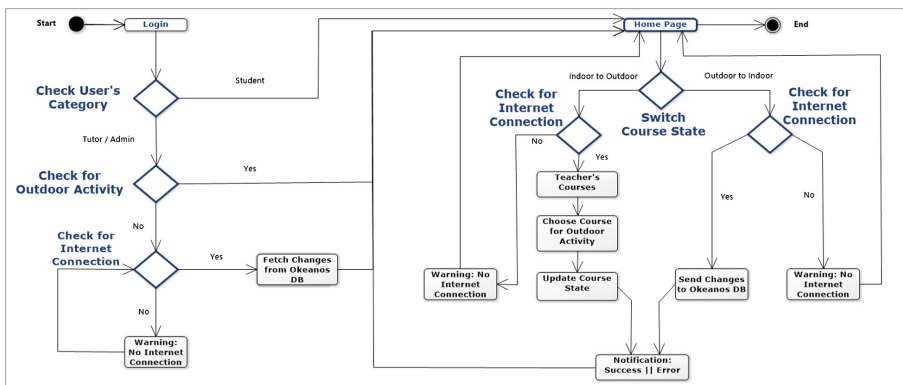 Start
Login
Home Page
End
Student
Check User's
Category
Tutor / Admin
Check for
Outdoor Activity
Yes
No
Check for
Internet
Connection
Yes
Fetch Changes
from Okeanos
DB
No
Warning:
No Internet
Connection
Indoor to Outdoor
Outdoor to Indoor
Switch
Course State
Check for
Internet
Connection
No
Yes
Teacher's
Courses
Choose Course
for Outdoor
Activity
Update Course
State
Warning: No
Internet
Connection
Check for
Internet
Connection
Yes
No
Send Changes
to Okeanos DB
Warning: No
Internet
Connection
Notification:
Success || Error